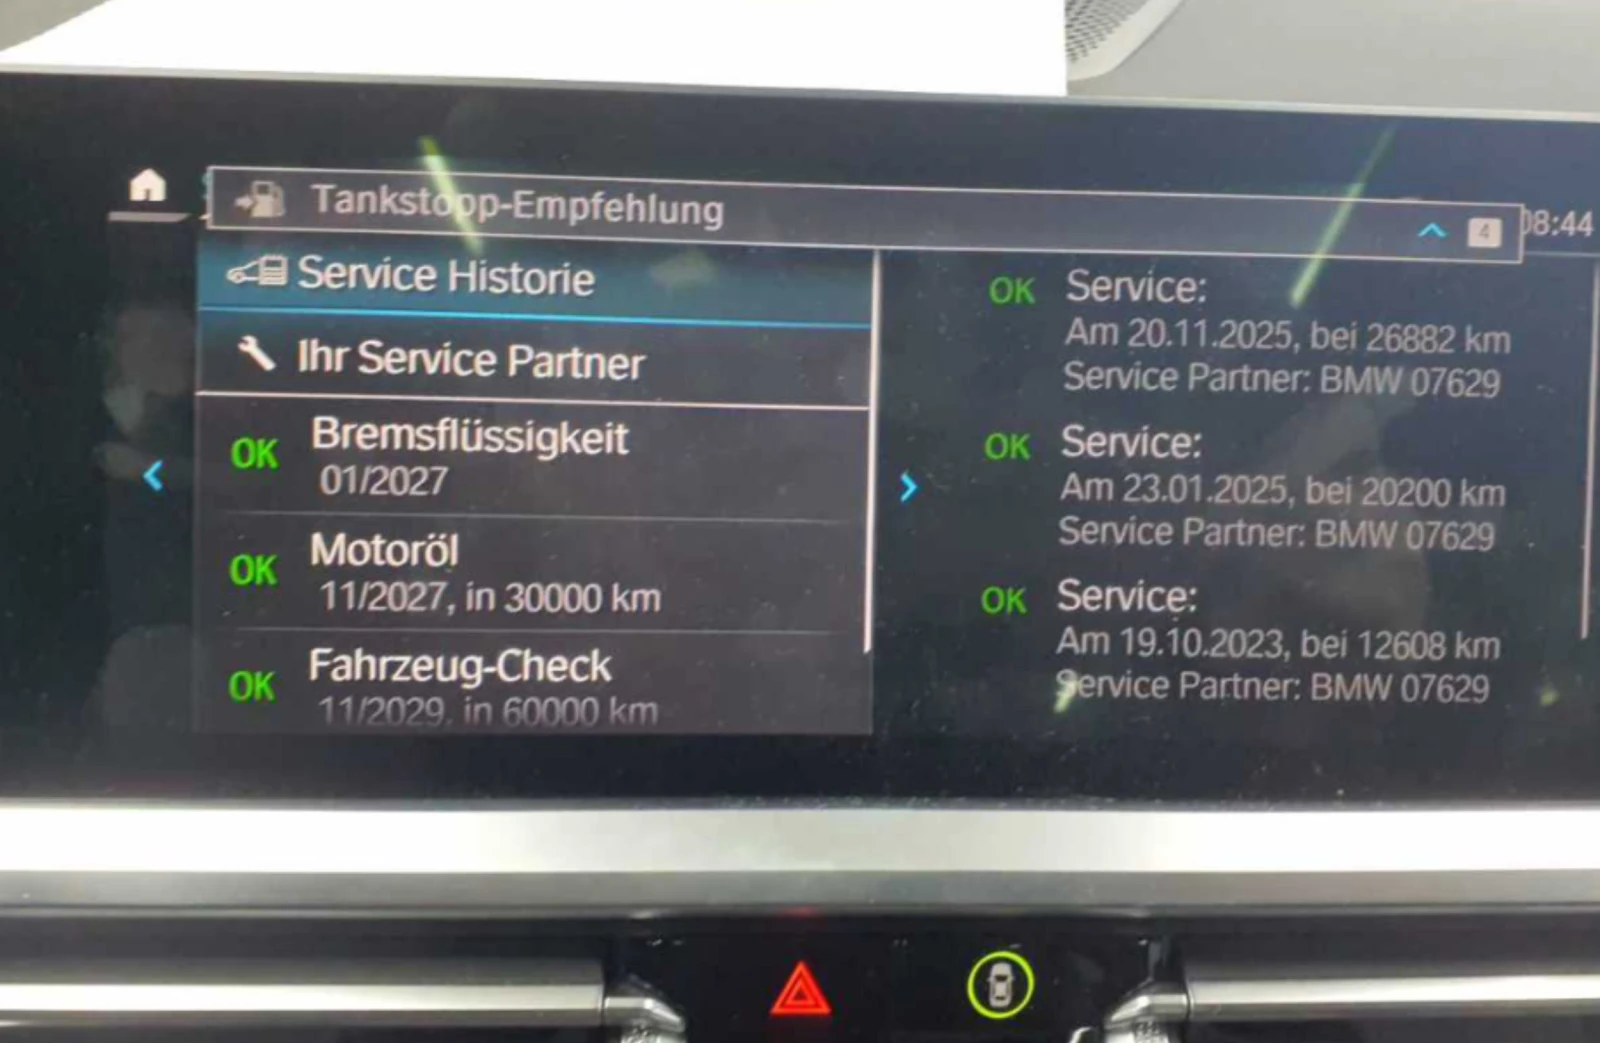 Tankstopp-Empfehlung
4
08:44
Service Historie
Ihr Service Partner
OK Bremsflüssigkeit
01/2027
OK Motoröl
11/2027, in 30000 km
OK Fahrzeug-Check
11/2029, in 60000 km
OK Service:
Am 20.11.2025, bei 26882 km
Service Partner: BMW 07629
OK Service:
Am 23.01.2025, bei 20200 km
Service Partner: BMW 07629
OK Service:
Am 19.10.2023, bei 12608 km
Service Partner: BMW 07629